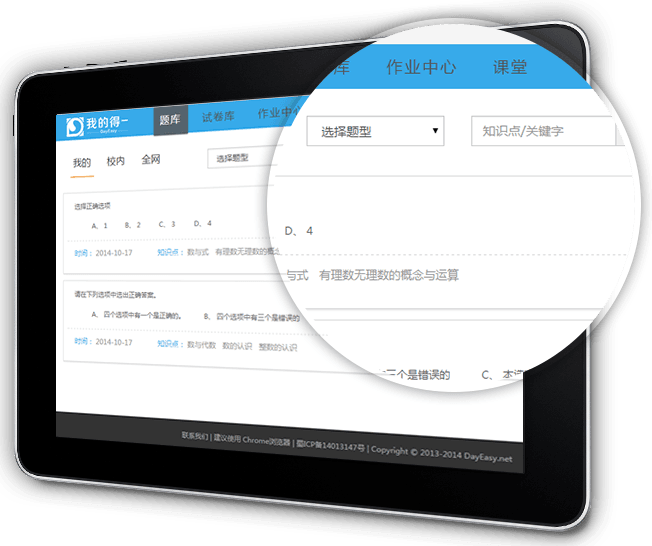 我的得一
DayEasy
题库 试卷库 作业中心
我的 校内 全网 选择题型
选择正确选项
A、1 B、2 C、3 D、4
时间：2014-10-17 知识点：数与式 有理数无理数的概念
请在下列选项中选出正确答案。
A、四个选项中有一个是正确的。 B、四个选项中有三个是错误的
时间：2014-10-17 知识点：数与代数 数的认识 整数的认识
联系我们 | 建议使用 Chrome浏览器 | 蜀ICP备14013147号 | Copyright © 2013-2014 DayEasy.net
库 作业中心 课堂
选择题型 知识点/关键字
D、4
与式 有理数无理数的概念与运算
三个是错误的 C、本